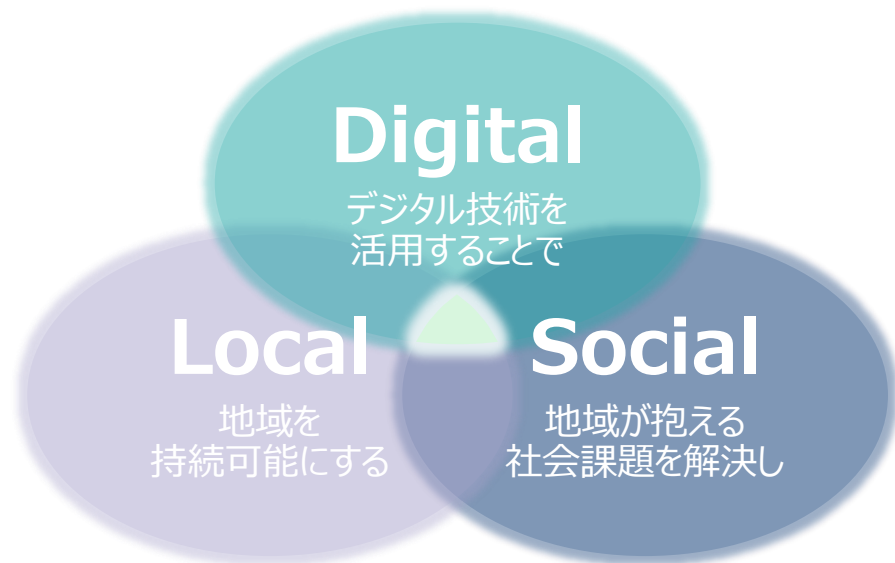 Digital
デジタル技術を
活用することで
Local
地域を
持続可能にする
Social
地域が抱える
社会課題を解決し